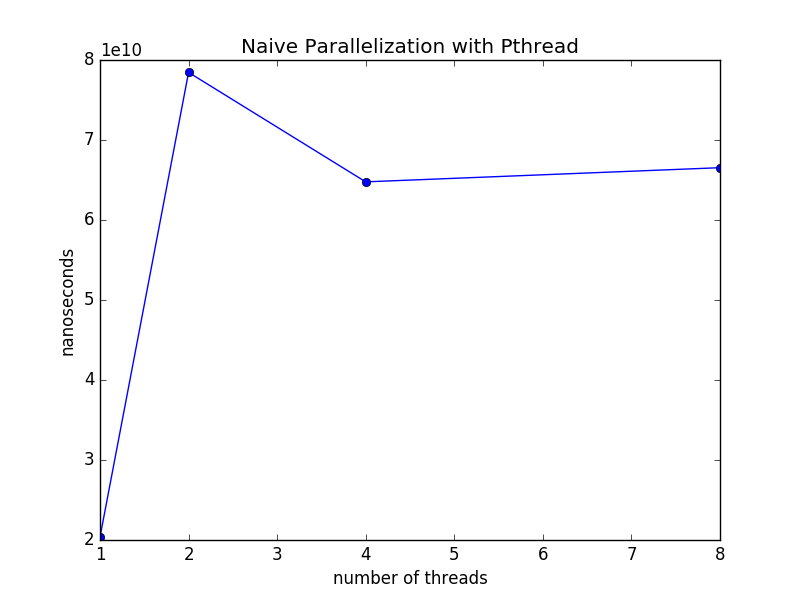 Naive Parallelization with Pthread
1e10
8
7
6
5
4
3
2
nanoseconds
1 2 3 4 5 6 7 8
number of threads